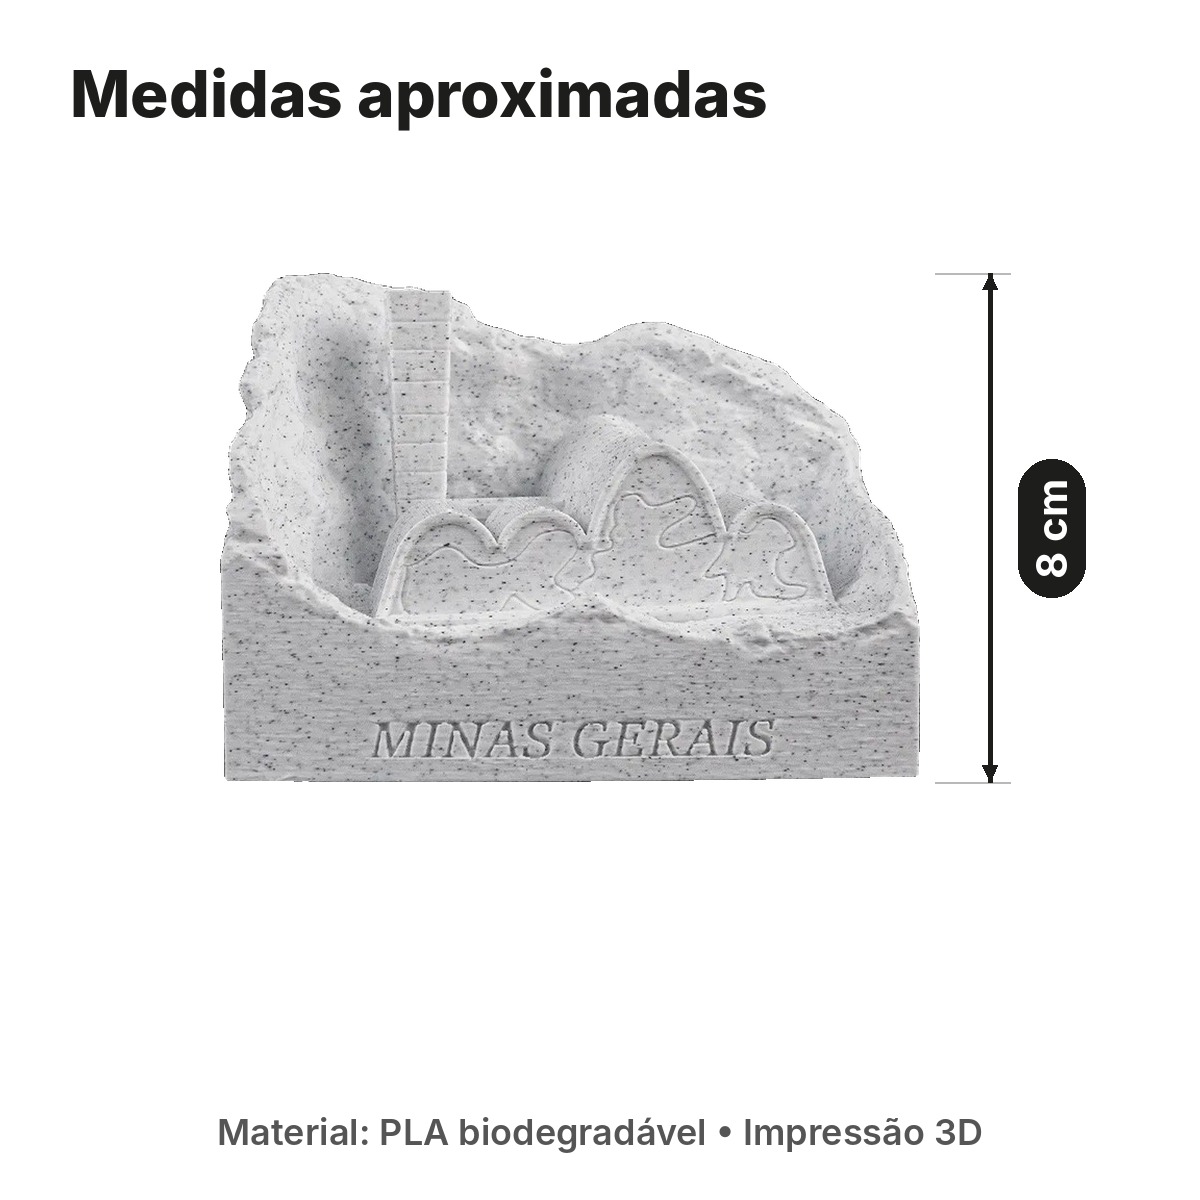 Medidas aproximadas
8 cm
MINAS GERAIS
Material: PLA biodegradável • Impressão 3D